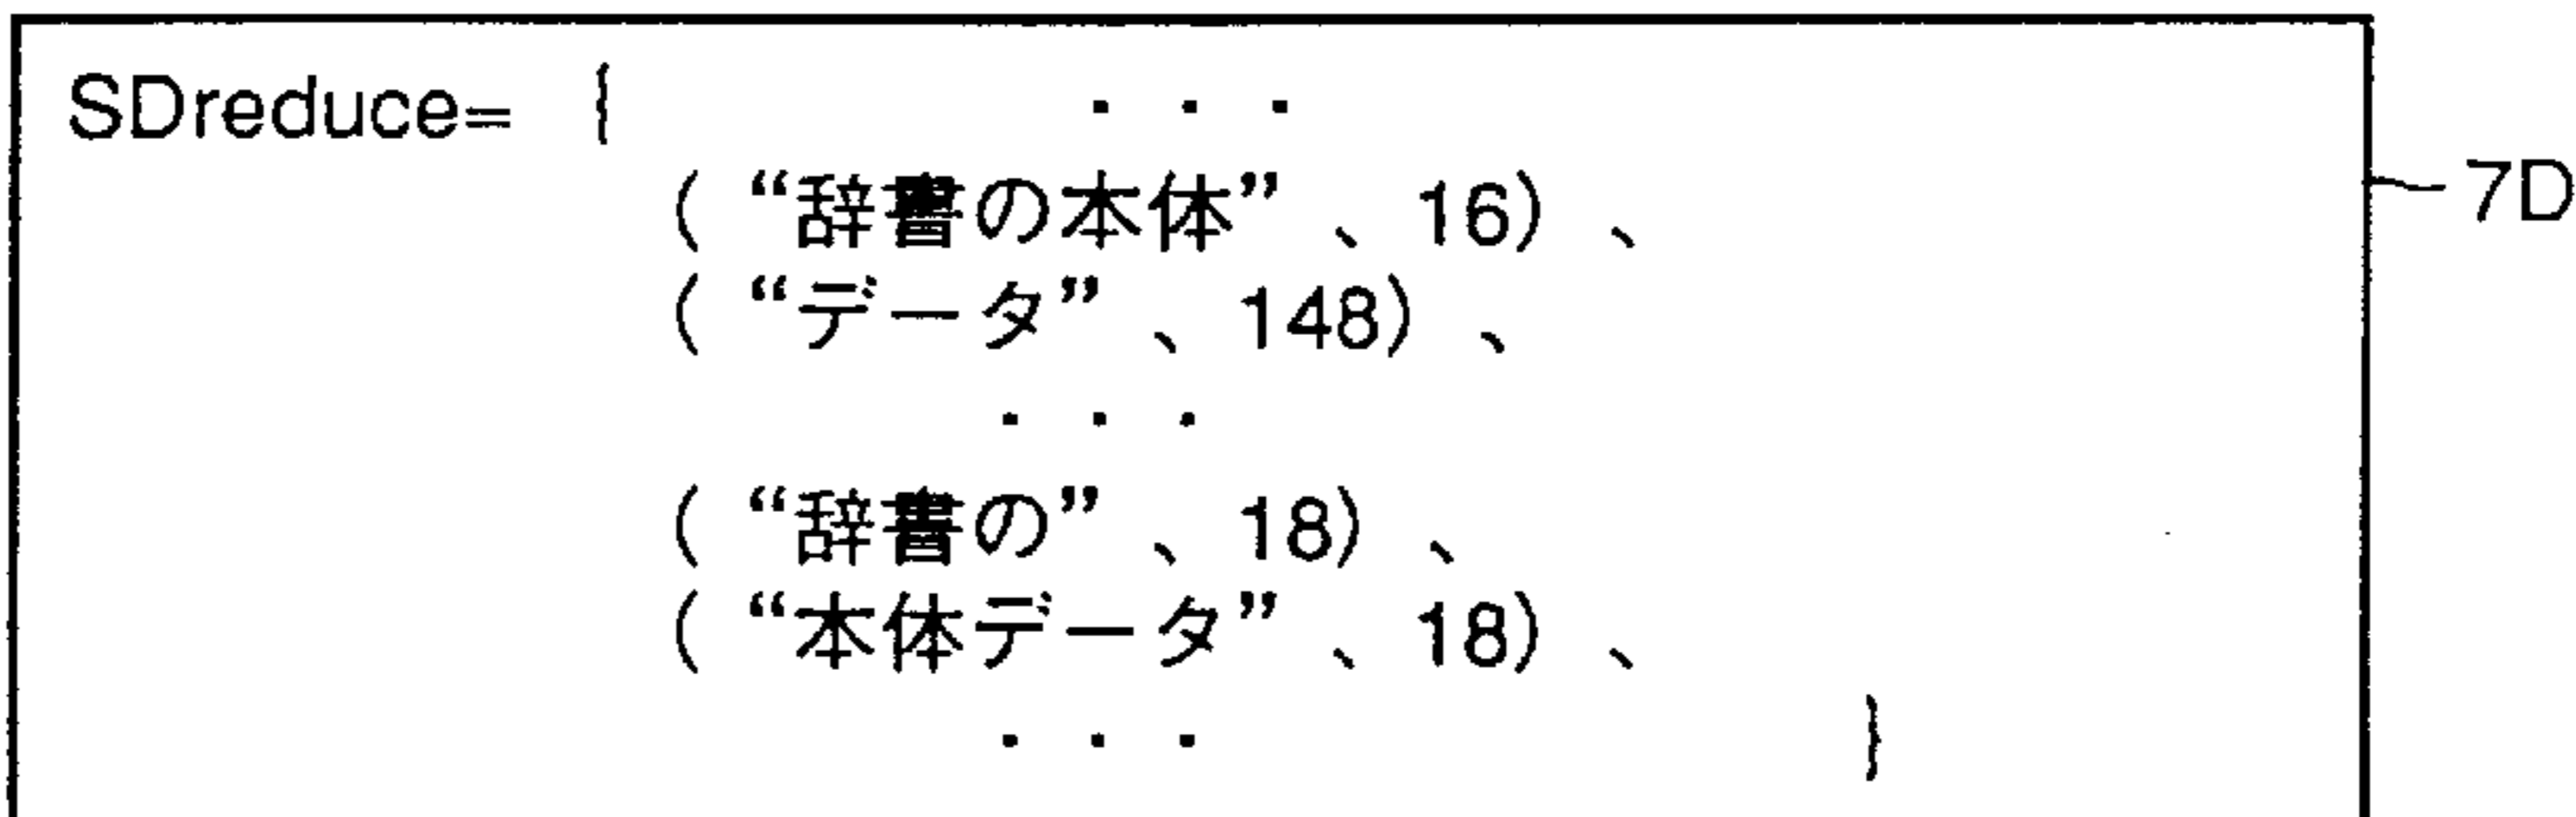 SDreduce= { ・・・
( “辞書の本体” 、16) 、
( “データ” 、148) 、
・・・
( “辞書の” 、18) 、
( “本体データ” 、18) 、
・・・ }
7D